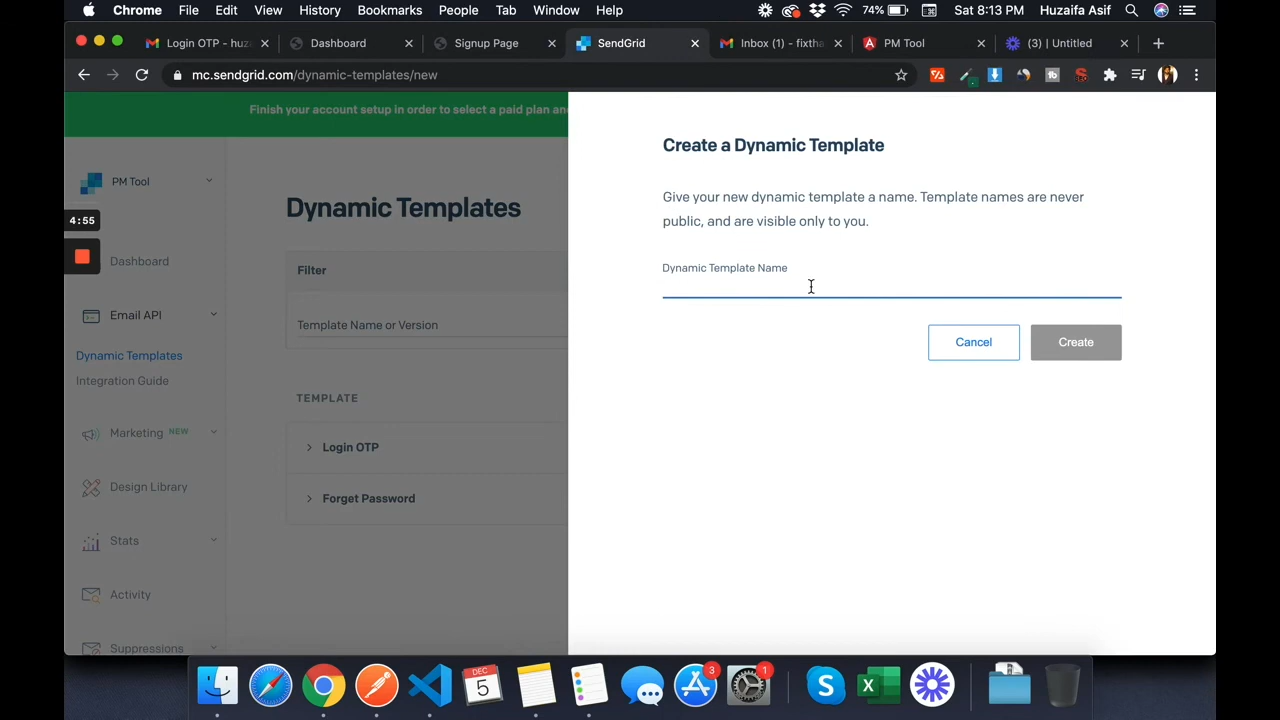 Chrome File Edit View History Bookmarks People Tab Window Help 74% Sat 8:13 PM Huzaifa Asif
Login OTP - huz Dashboard Signup Page SendGrid Inbox (1) - fixtha PM Tool (3) | Untitled
mc.sendgrid.com/dynamic-templates/new
Finish your account setup in order to select a paid plan and
PM Tool
4:55
Dashboard
Email API
Dynamic Templates
Integration Guide
Marketing NEW
Design Library
Stats
Activity
Suppressions
Dynamic Templates
Filter
Template Name or Version
TEMPLATE
Login OTP
Forget Password
Create a Dynamic Template
Give your new dynamic template a name. Template names are never
public, and are visible only to you.
Dynamic Template Name
Cancel Create
DEC
5
3
1